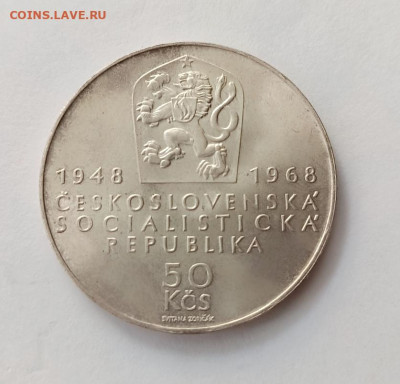 COINS.LAVE.RU
1948 1968
ČESKOSLOVENSKÁ
SOCIALISTICKÁ
REPUBLIKA
50
Kčs